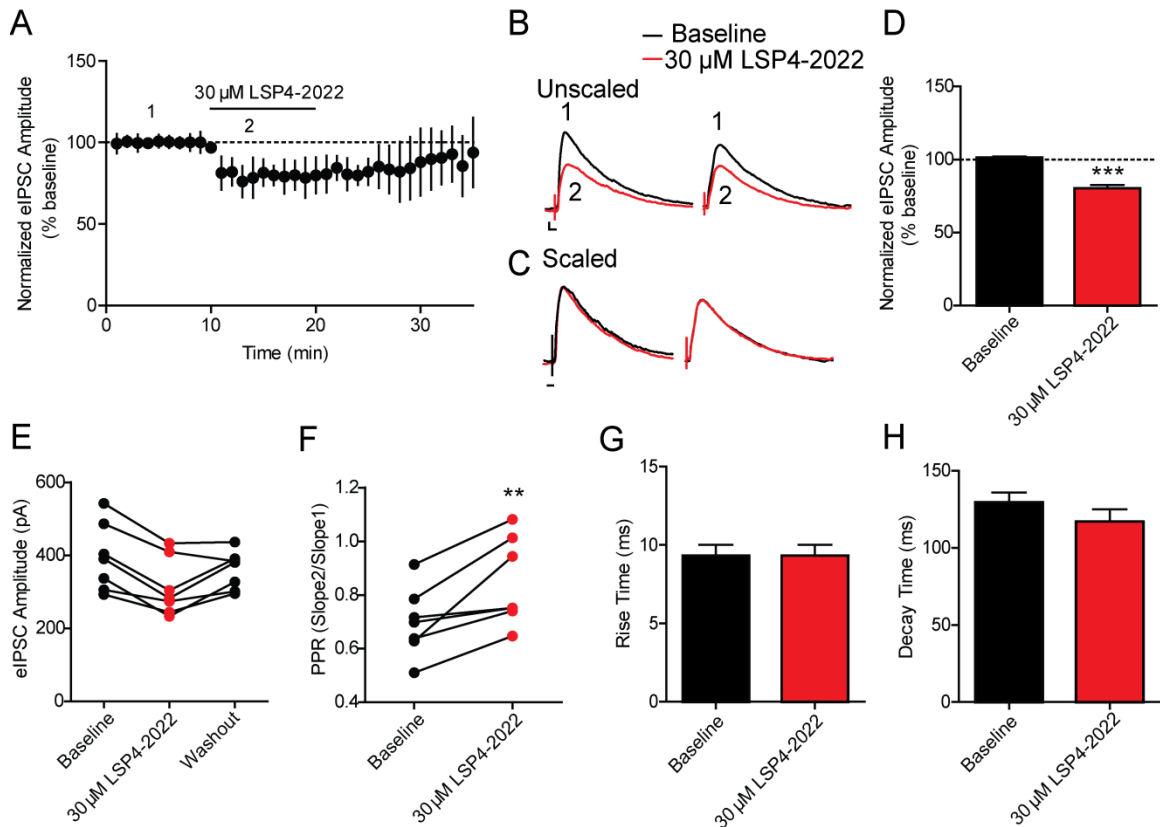 A
150
100
50
0
Normalized eIPSC Amplitude
(% baseline)
30 µM LSP4-2022
1
2
0
10
20
30
Time (min)
B
Baseline
30 µM LSP4-2022
Unscaled
1
1
2
2
C
Scaled
D
Normalized eIPSC Amplitude
(% baseline)
150
100
50
0
***
Baseline
30 µM LSP4-2022
E
eIPSC Amplitude (pA)
600
400
200
0
Baseline
30 µM LSP4-2022
Washout
F
PPR (Slope2/Slope1)
1.2
1.0
0.8
0.6
0.4
**
Baseline
30 µM LSP4-2022
G
Rise Time (ms)
15
10
5
0
Baseline
30 µM LSP4-2022
H
Decay Time (ms)
150
100
50
0
Baseline
30 µM LSP4-2022